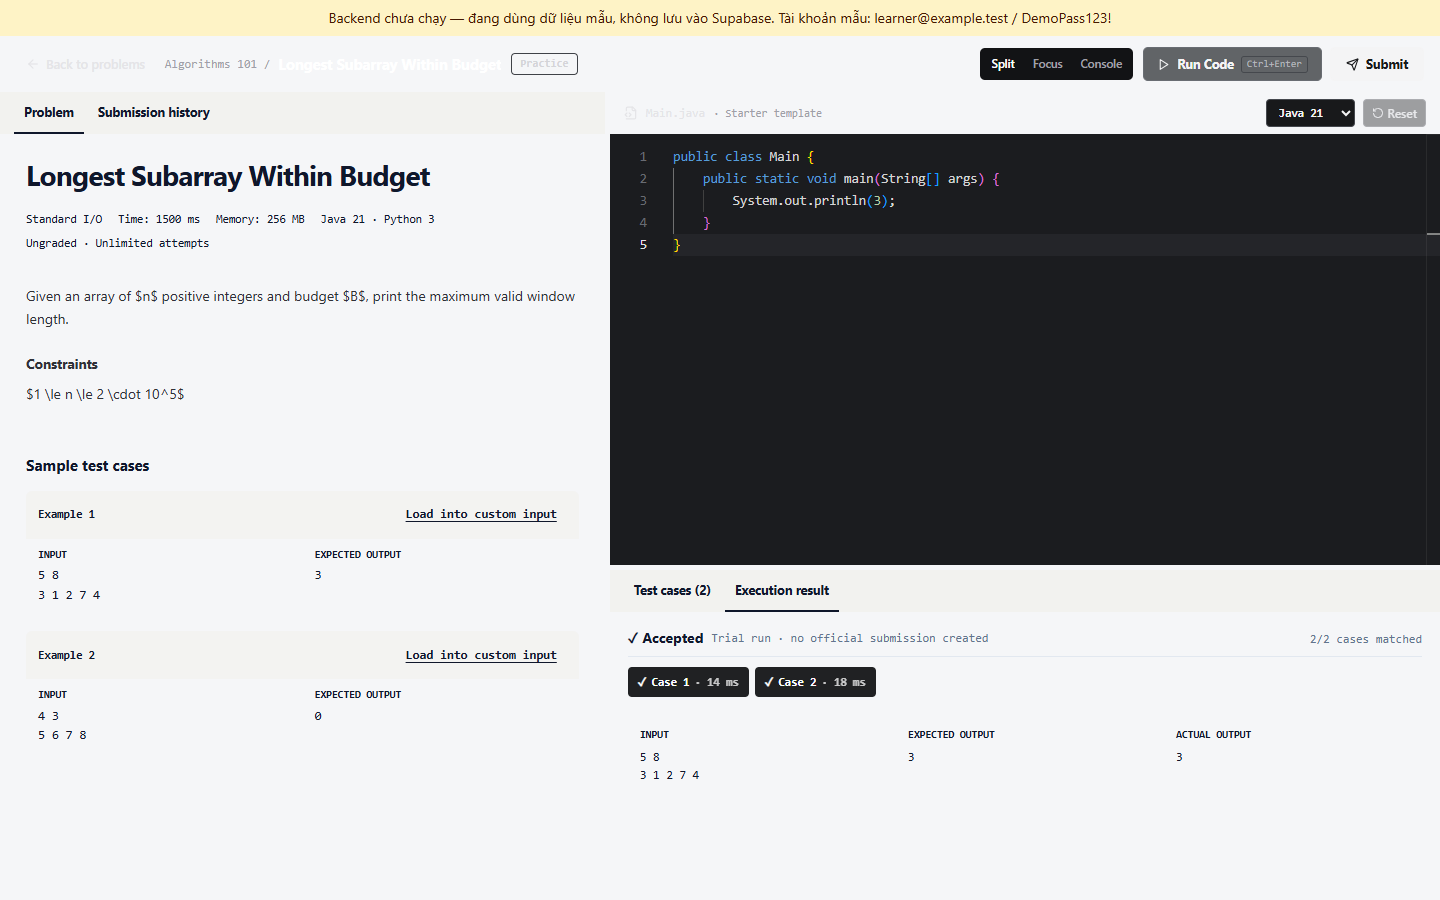 Backend chưa chạy — đang dùng dữ liệu mẫu, không lưu vào Supabase. Tài khoản mẫu: learner@example.test / DemoPass123!
← Back to problems Algorithms 101 / Longest Subarray Within Budget Practice
Split Focus Console Run Code Ctrl+Enter Submit
Problem Submission history
Longest Subarray Within Budget
Standard I/O Time: 1500 ms Memory: 256 MB Java 21 · Python 3
Ungraded · Unlimited attempts
Given an array of $n$ positive integers and budget $B$, print the maximum valid window
length.
Constraints
$1 \le n \le 2 \cdot 10^5$
Sample test cases
Example 1 Load into custom input
INPUT EXPECTED OUTPUT
5 8 3
3 1 2 7 4
Example 2 Load into custom input
INPUT EXPECTED OUTPUT
4 3 0
5 6 7 8
Main.java · Starter template Java 21 Reset
1 public class Main {
2 public static void main(String[] args) {
3 System.out.println(3);
4 }
5 }
Test cases (2) Execution result
✓ Accepted Trial run · no official submission created 2/2 cases matched
✓ Case 1 · 14 ms ✓ Case 2 · 18 ms
INPUT EXPECTED OUTPUT ACTUAL OUTPUT
5 8 3 3
3 1 2 7 4